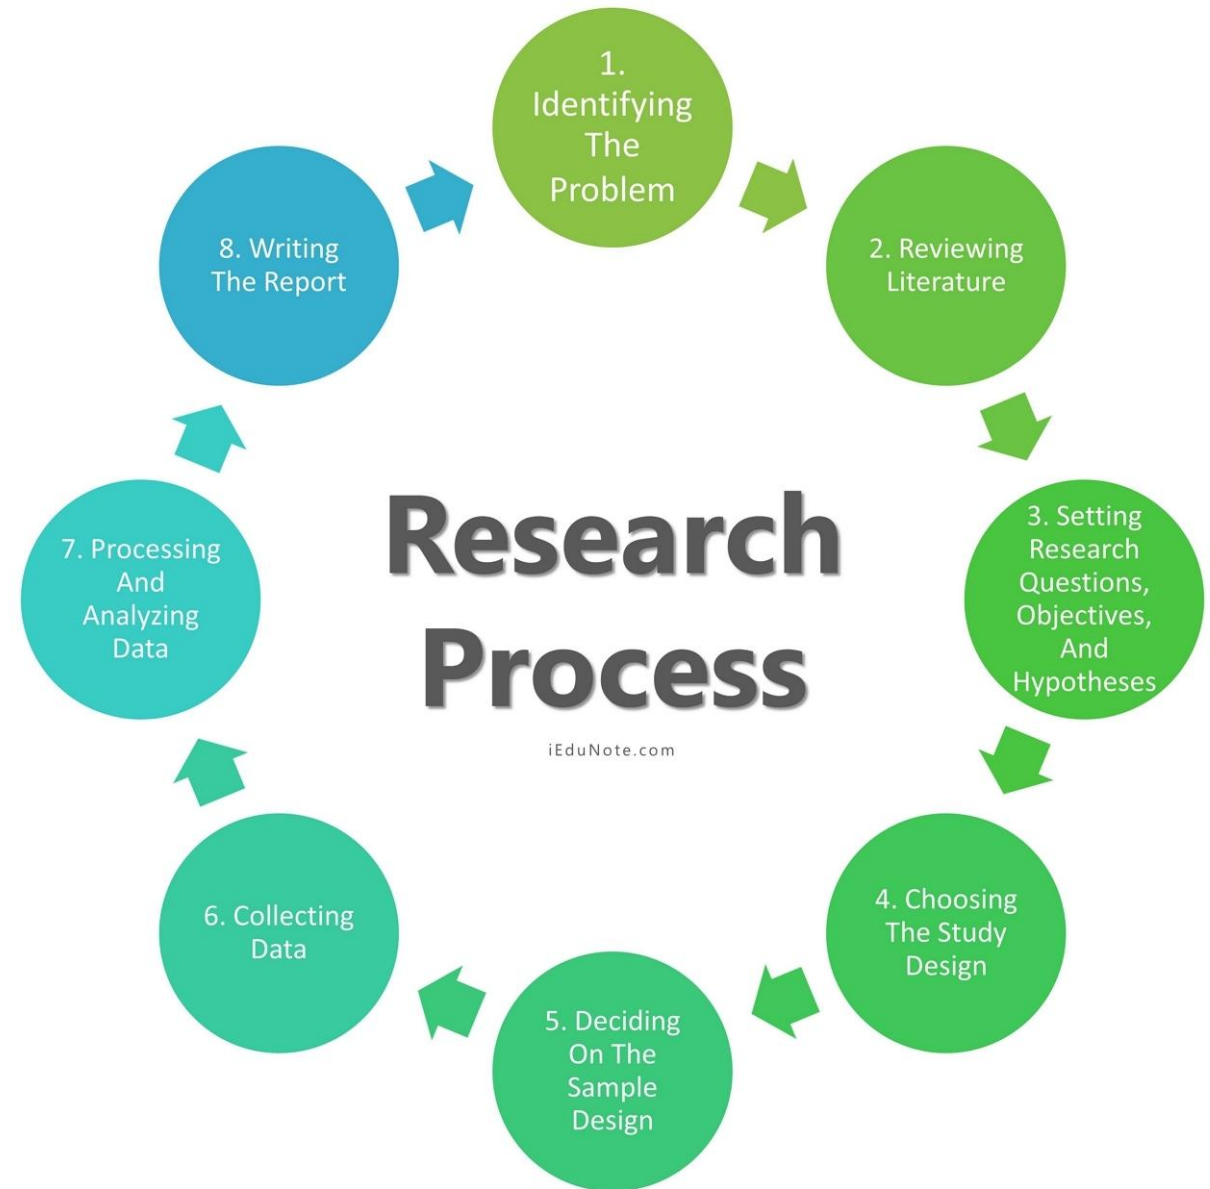 1.
Identifying
The
Problem
2. Reviewing
Literature
3. Setting
Research
Questions,
Objectives,
And
Hypotheses
4. Choosing
The Study
Design
5. Deciding
On The
Sample
Design
6. Collecting
Data
7. Processing
And
Analyzing
Data
8. Writing
The Report
Research
Process
iEduNote.com